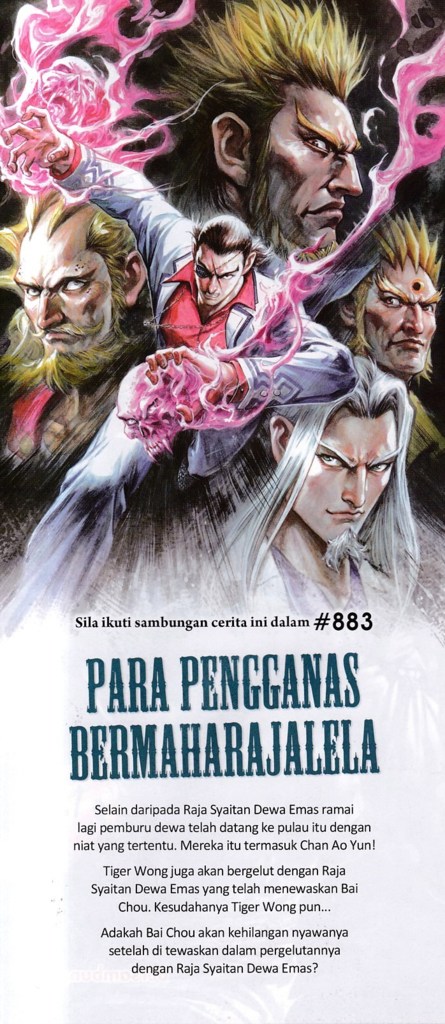 Sila ikuti sambungan cerita ini dalam #883
PARA PENGGANAS
BERMAHARAJALELA
Selain daripada Raja Syaitan Dewa Emas ramai
lagi pemburu dewa telah datang ke pulau itu dengan
niat yang tertentu. Mereka itu termasuk Chan Ao Yun!
Tiger Wong juga akan bergelut dengan Raja
Syaitan Dewa Emas yang telah menewaskan Bai
Chou. Kesudahanya Tiger Wong pun...
Adakah Bai Chou akan kehilangan nyawanya
setelah di tewaskan dalam pergelutannya
dengan Raja Syaitan Dewa Emas?